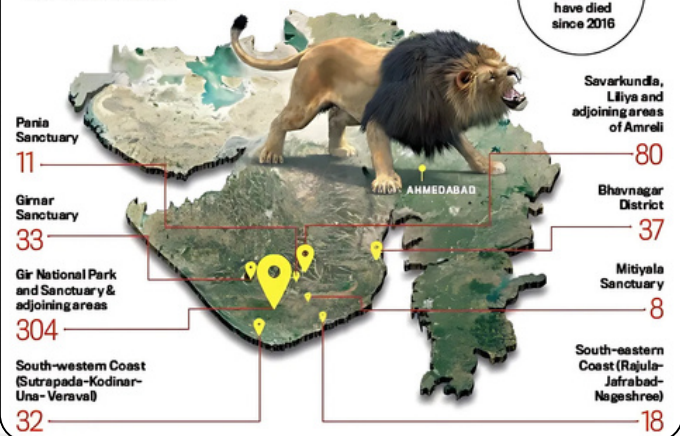 have died
since 2016
Pania
Sanctuary
11
Girnar
Sanctuary
33
Gir National Park
and Sanctuary &
adjoining areas
304
South-western Coast
(Sutrapada-Kodinar-
Una- Veraval)
32
AHMEDABAD
Savarkundla,
Liliya and
adjoining areas
of Amreli
80
Bhavnagar
District
37
Mitiyala
Sanctuary
8
South-eastern
Coast (Rajula-
Jafrabad-
Nageshree)
18